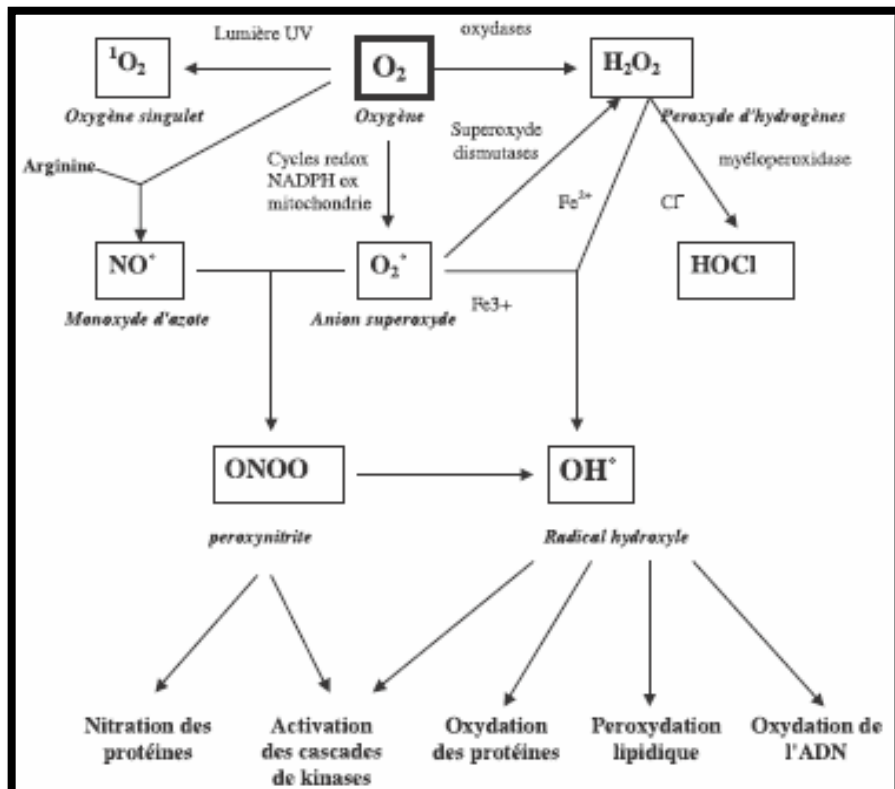 Lumière UV
oxydases
¹O₂
O₂
H₂O₂
Oxygène singulet
Oxygène
Peroxyde d'hydrogènes
Arginine
Cycles redox
NADPH ox
mitochondrie
Superoxyde
dismutases
myéloperoxidase
Fe²⁺
Cl⁻
NO°
O₂°
HOCl
Monoxyde d'azote
Anion superoxyde
Fe3+
ONOO
OH°
peroxynitrite
Radical hydroxyle
Nitration des
protéines
Activation
des cascades
de kinases
Oxydation
des protéines
Peroxydation
lipidique
Oxydation de
l'ADN